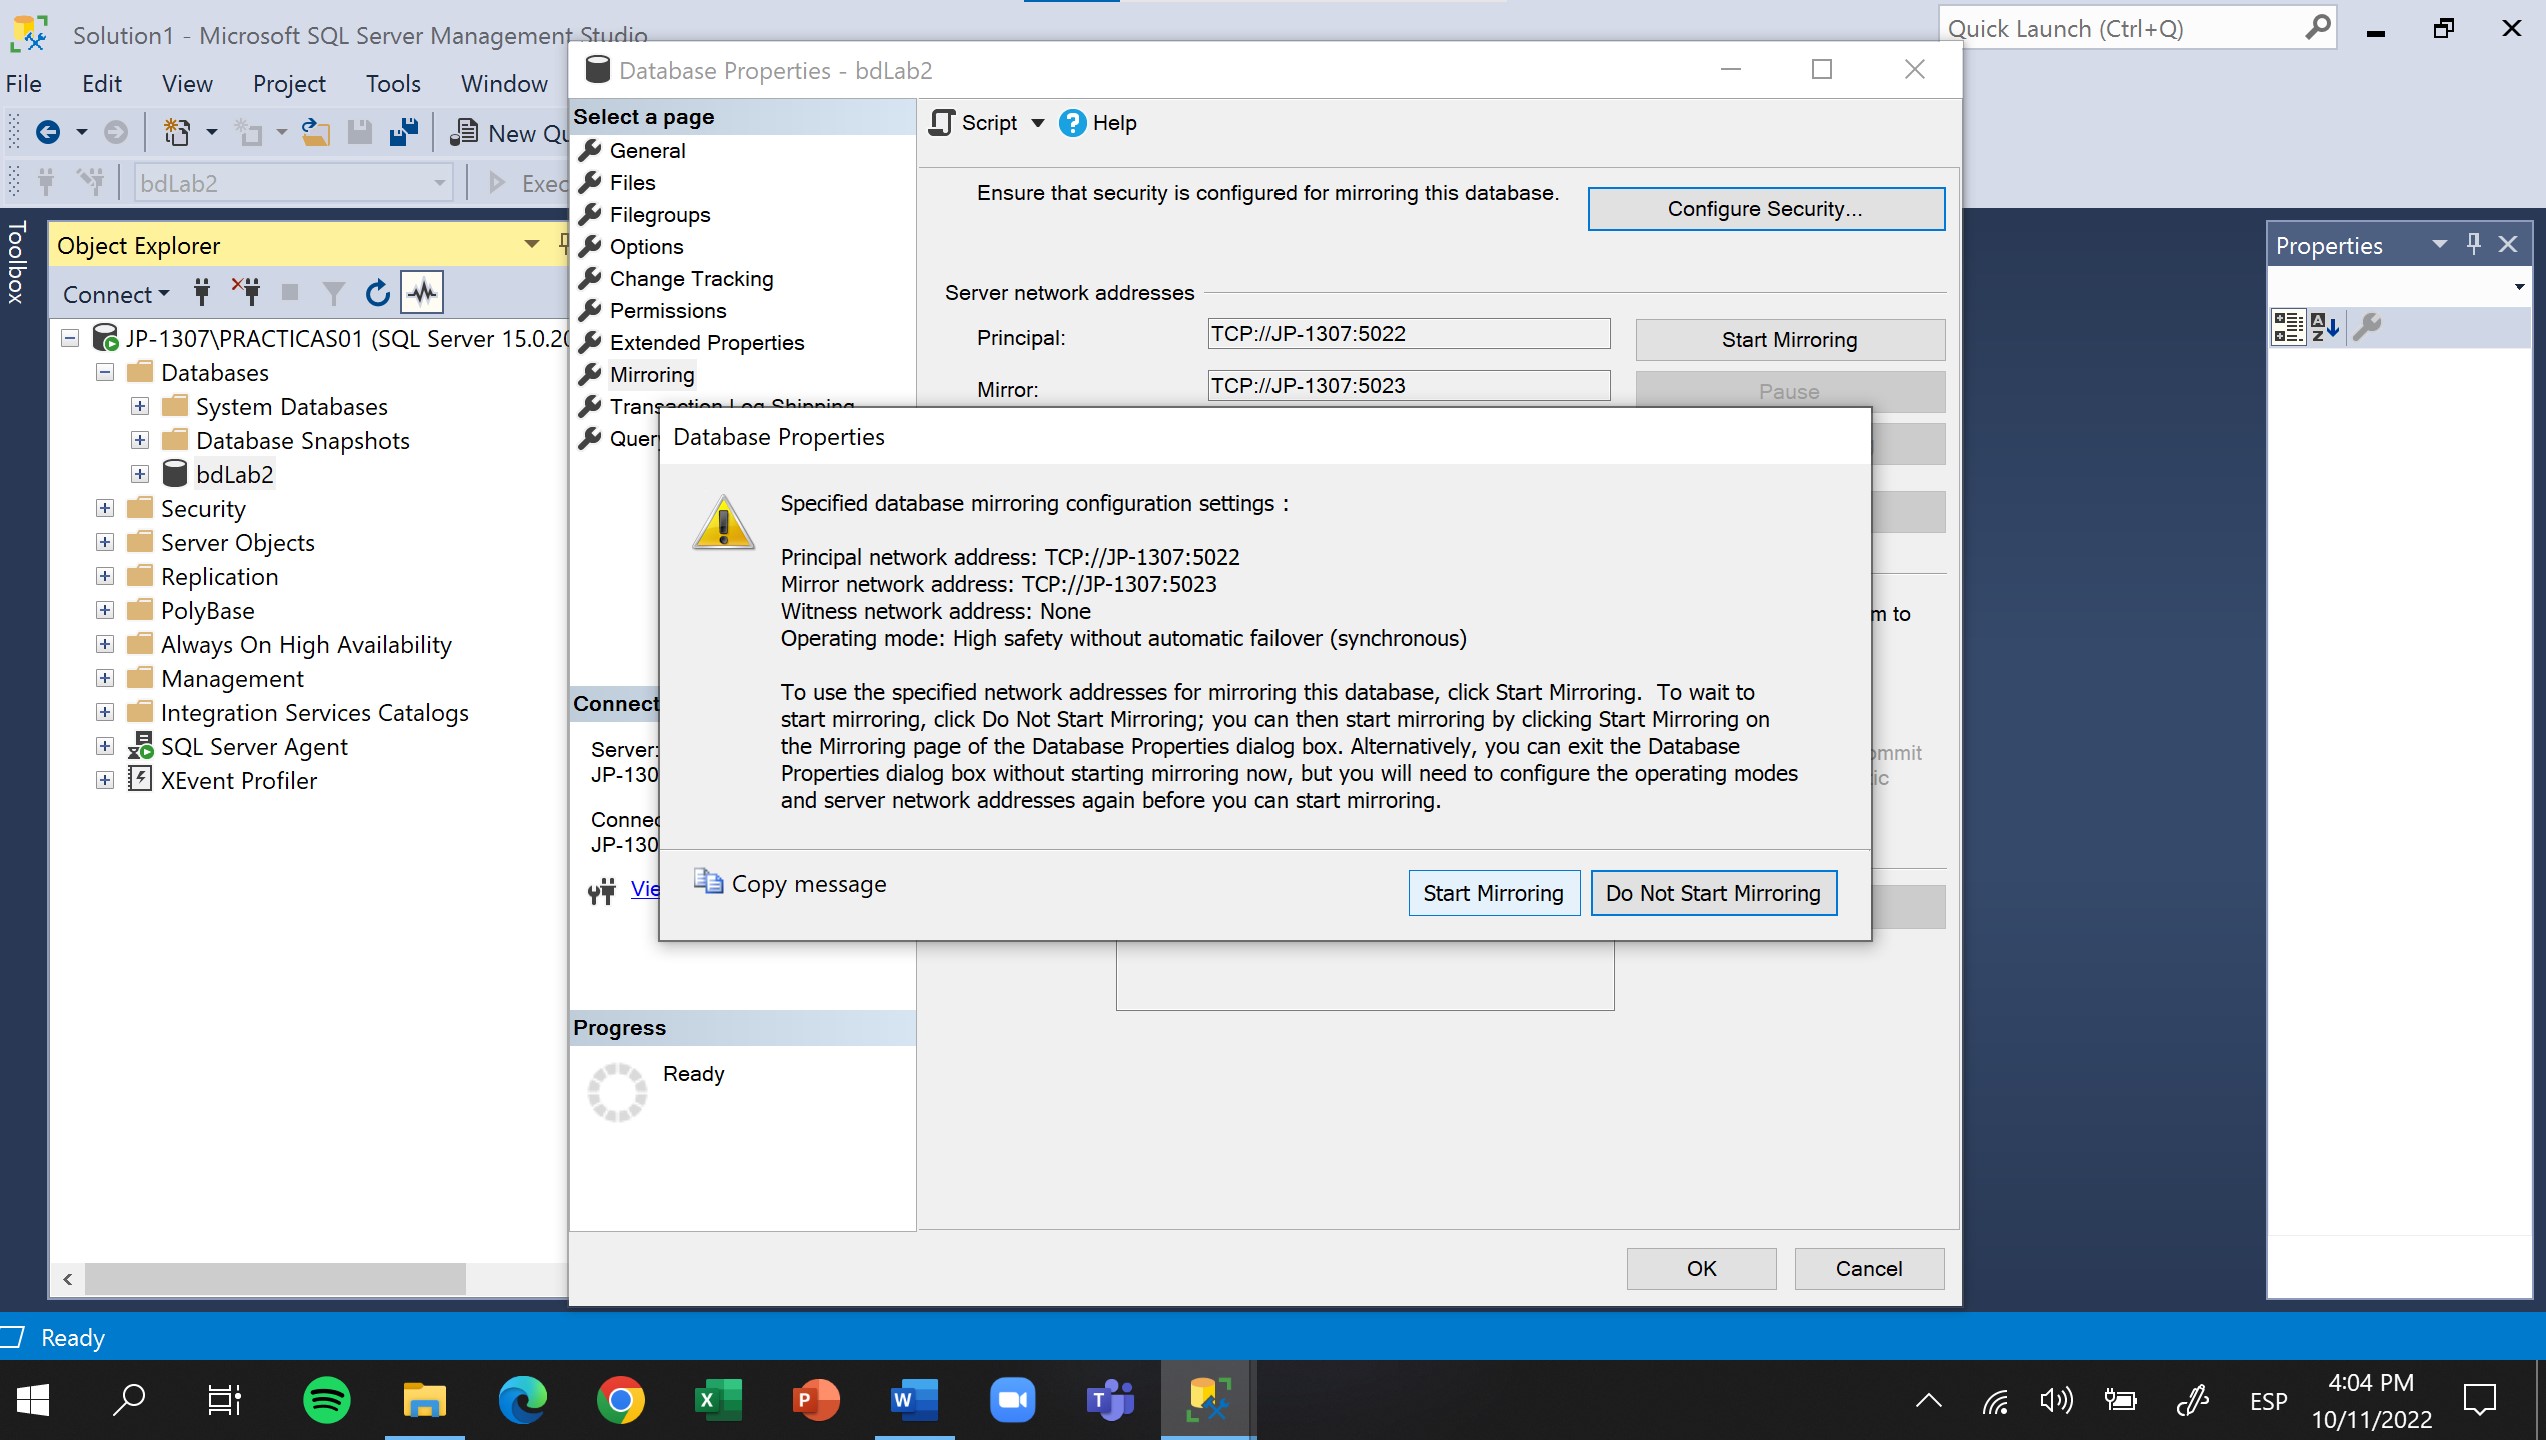 Solution1 - Microsoft SQL Server Management Studio
Quick Launch (Ctrl+Q)
File Edit View Project Tools Window
New Qu
bdLab2
Exec
Toolbox
Object Explorer
Connect
JP-1307\PRACTICAS01 (SQL Server 15.0.20
Databases
System Databases
Database Snapshots
bdLab2
Security
Server Objects
Replication
PolyBase
Always On High Availability
Management
Integration Services Catalogs
SQL Server Agent
XEvent Profiler
Database Properties - bdLab2
Select a page
General
Files
Filegroups
Options
Change Tracking
Permissions
Extended Properties
Mirroring
Transaction Log Shipping
Query
Connect
Server:
JP-130
Connec
JP-130
Vie
Progress
Ready
Script Help
Ensure that security is configured for mirroring this database.
Configure Security...
Server network addresses
Principal: TCP://JP-1307:5022 Start Mirroring
Mirror: TCP://JP-1307:5023 Pause
m to
ommit
ic
Database Properties
Specified database mirroring configuration settings :
Principal network address: TCP://JP-1307:5022
Mirror network address: TCP://JP-1307:5023
Witness network address: None
Operating mode: High safety without automatic failover (synchronous)
To use the specified network addresses for mirroring this database, click Start Mirroring. To wait to
start mirroring, click Do Not Start Mirroring; you can then start mirroring by clicking Start Mirroring on
the Mirroring page of the Database Properties dialog box. Alternatively, you can exit the Database
Properties dialog box without starting mirroring now, but you will need to configure the operating modes
and server network addresses again before you can start mirroring.
Copy message
Start Mirroring Do Not Start Mirroring
OK Cancel
Properties
Ready
ESP
4:04 PM
10/11/2022